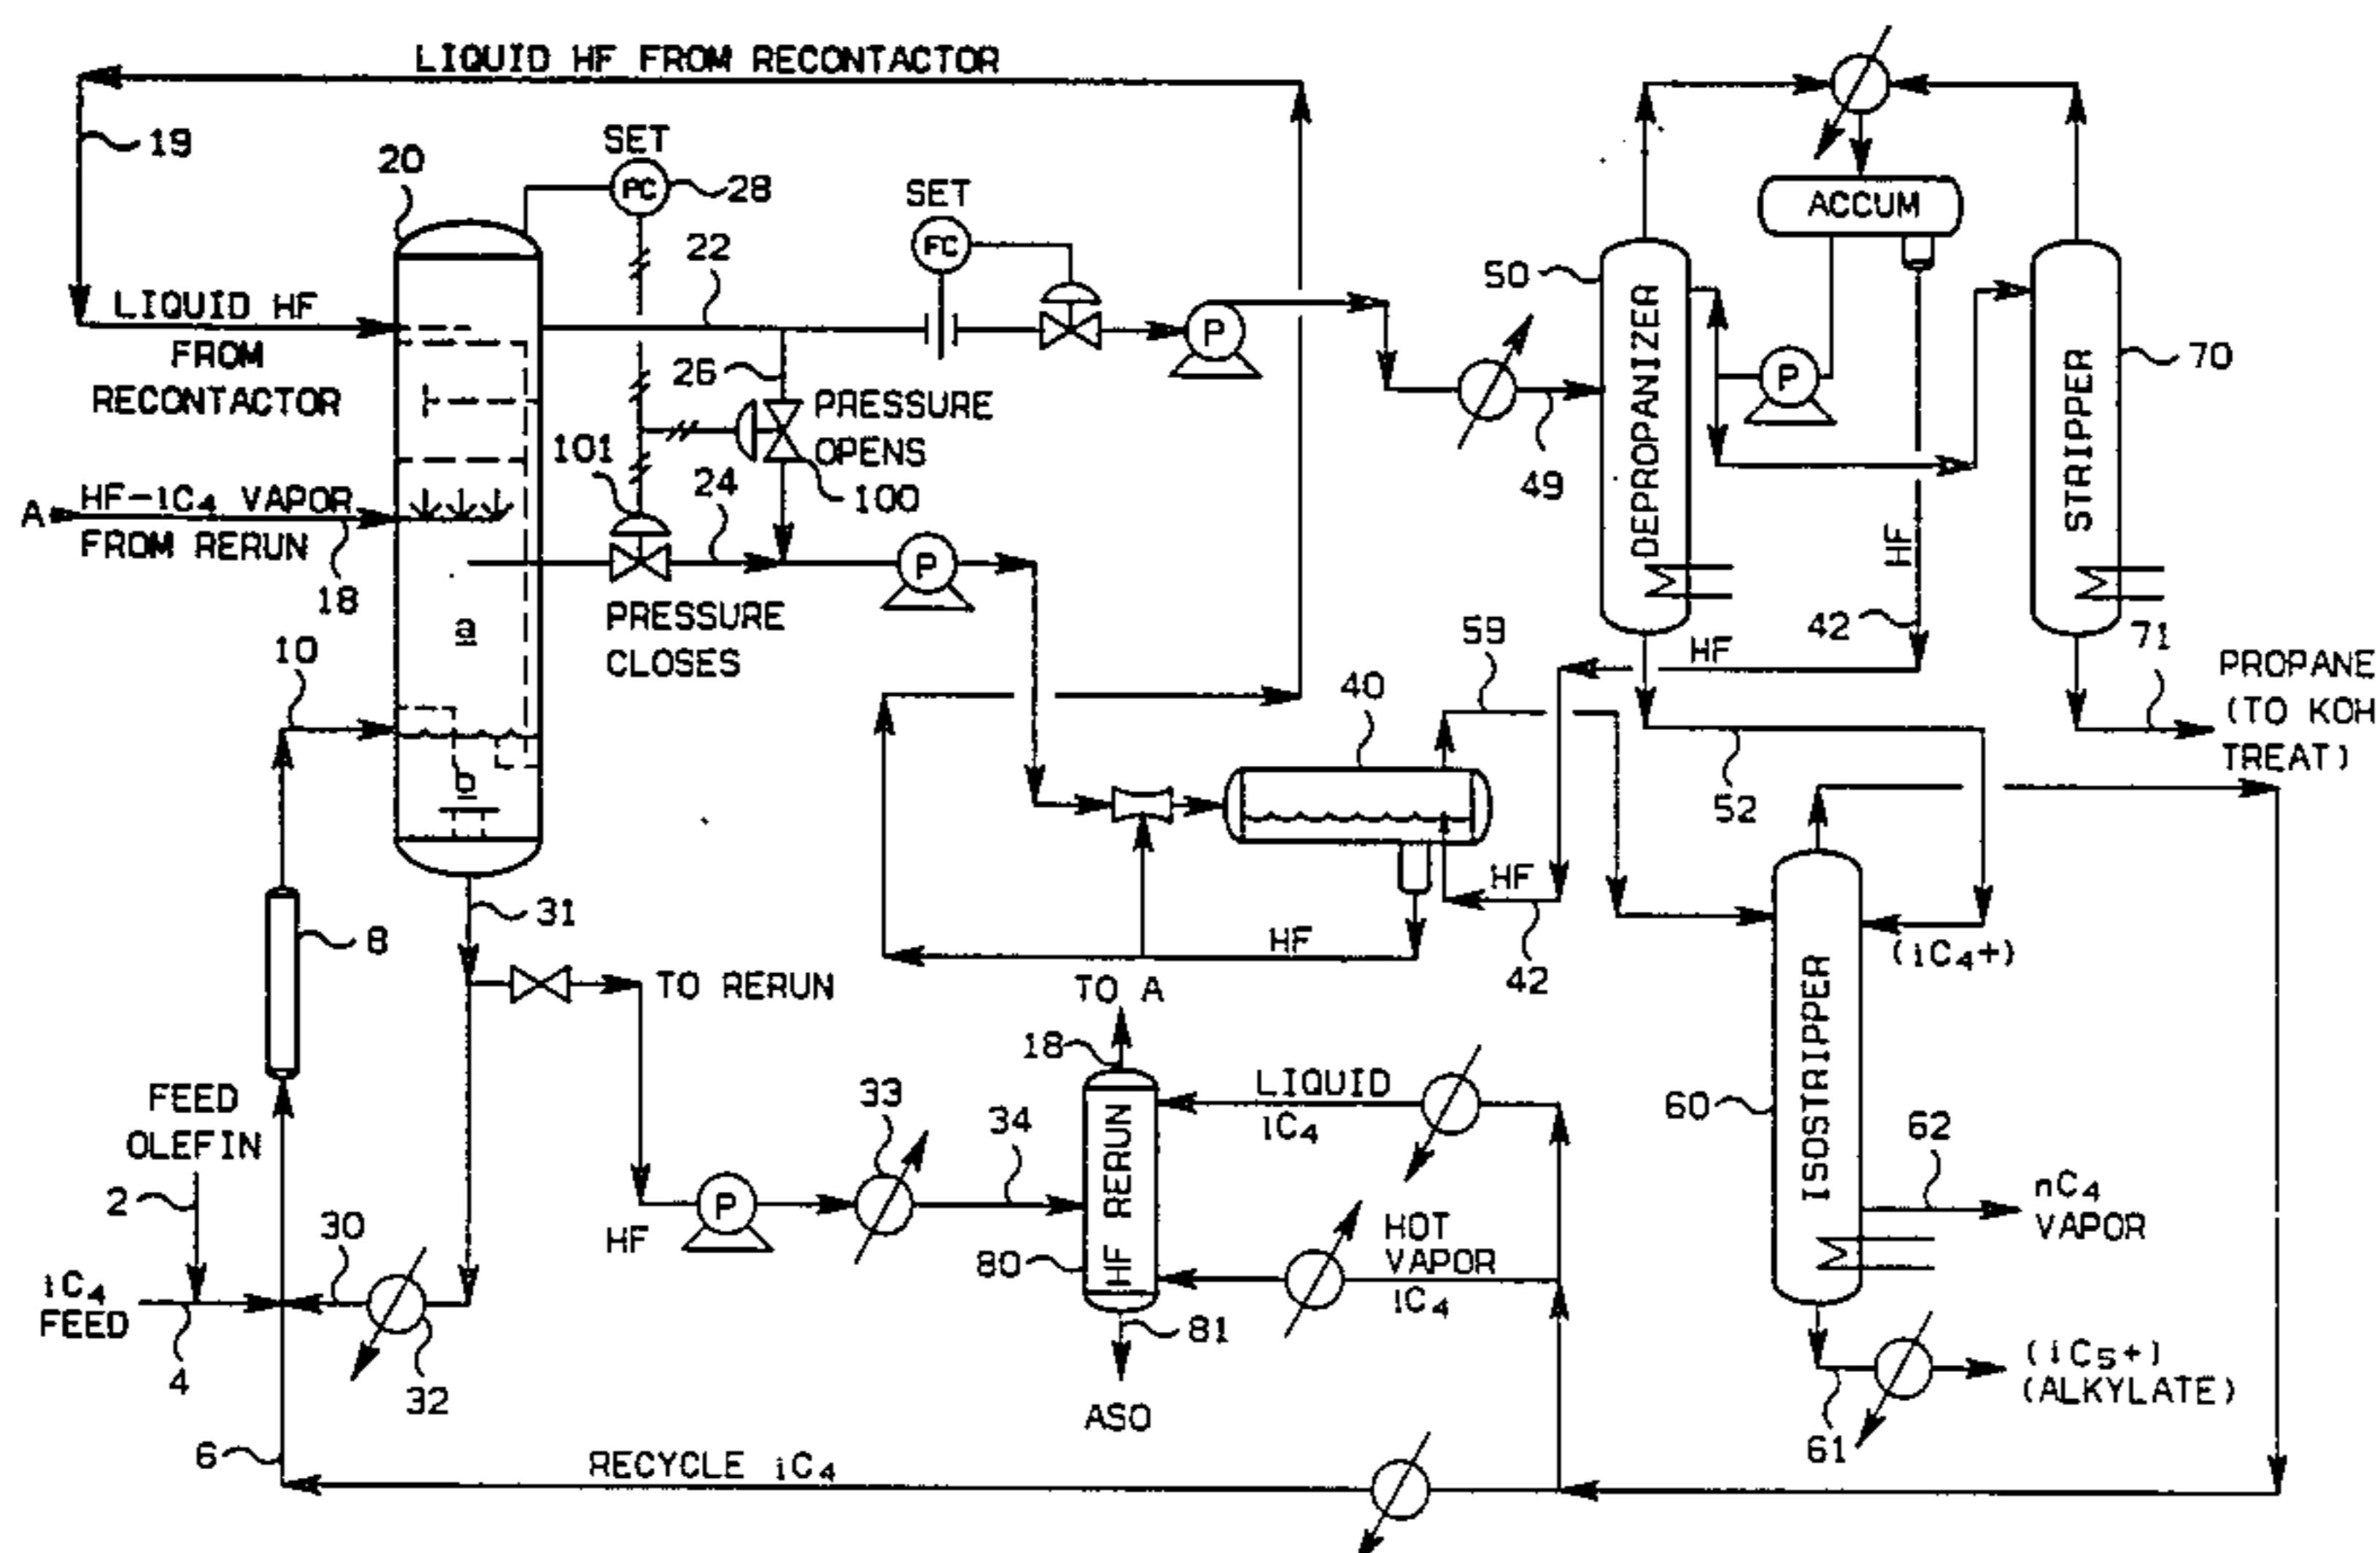 LIQUID HF FROM RECONTACTOR
19
20
SET
PC
28
SET
FC
22
ACCUM
50
DEPROPANIZER
STRIPPER
70
LIQUID HF
FROM
RECONTACTOR
26
P
P
PRESSURE
OPENS
101
100
24
49
A
HF-iC4 VAPOR
FROM RERUN
18
P
PRESSURE
CLOSES
a
HF
42
HF
59
71
PROPANE
(TO KOH
TREAT)
10
40
b
52
31
HF
42
HF
(iC4+)
8
TO RERUN
TO A
18
ISOSTRIPPER
60
FEED
OLEFIN
2
33
34
LIQUID
iC4
HF RERUN
80
HOT
VAPOR
iC4
62
nC4
VAPOR
30
HF
iC4
FEED
4
32
81
ASO
(iC5+)
(ALKYLATE)
61
6
RECYCLE iC4